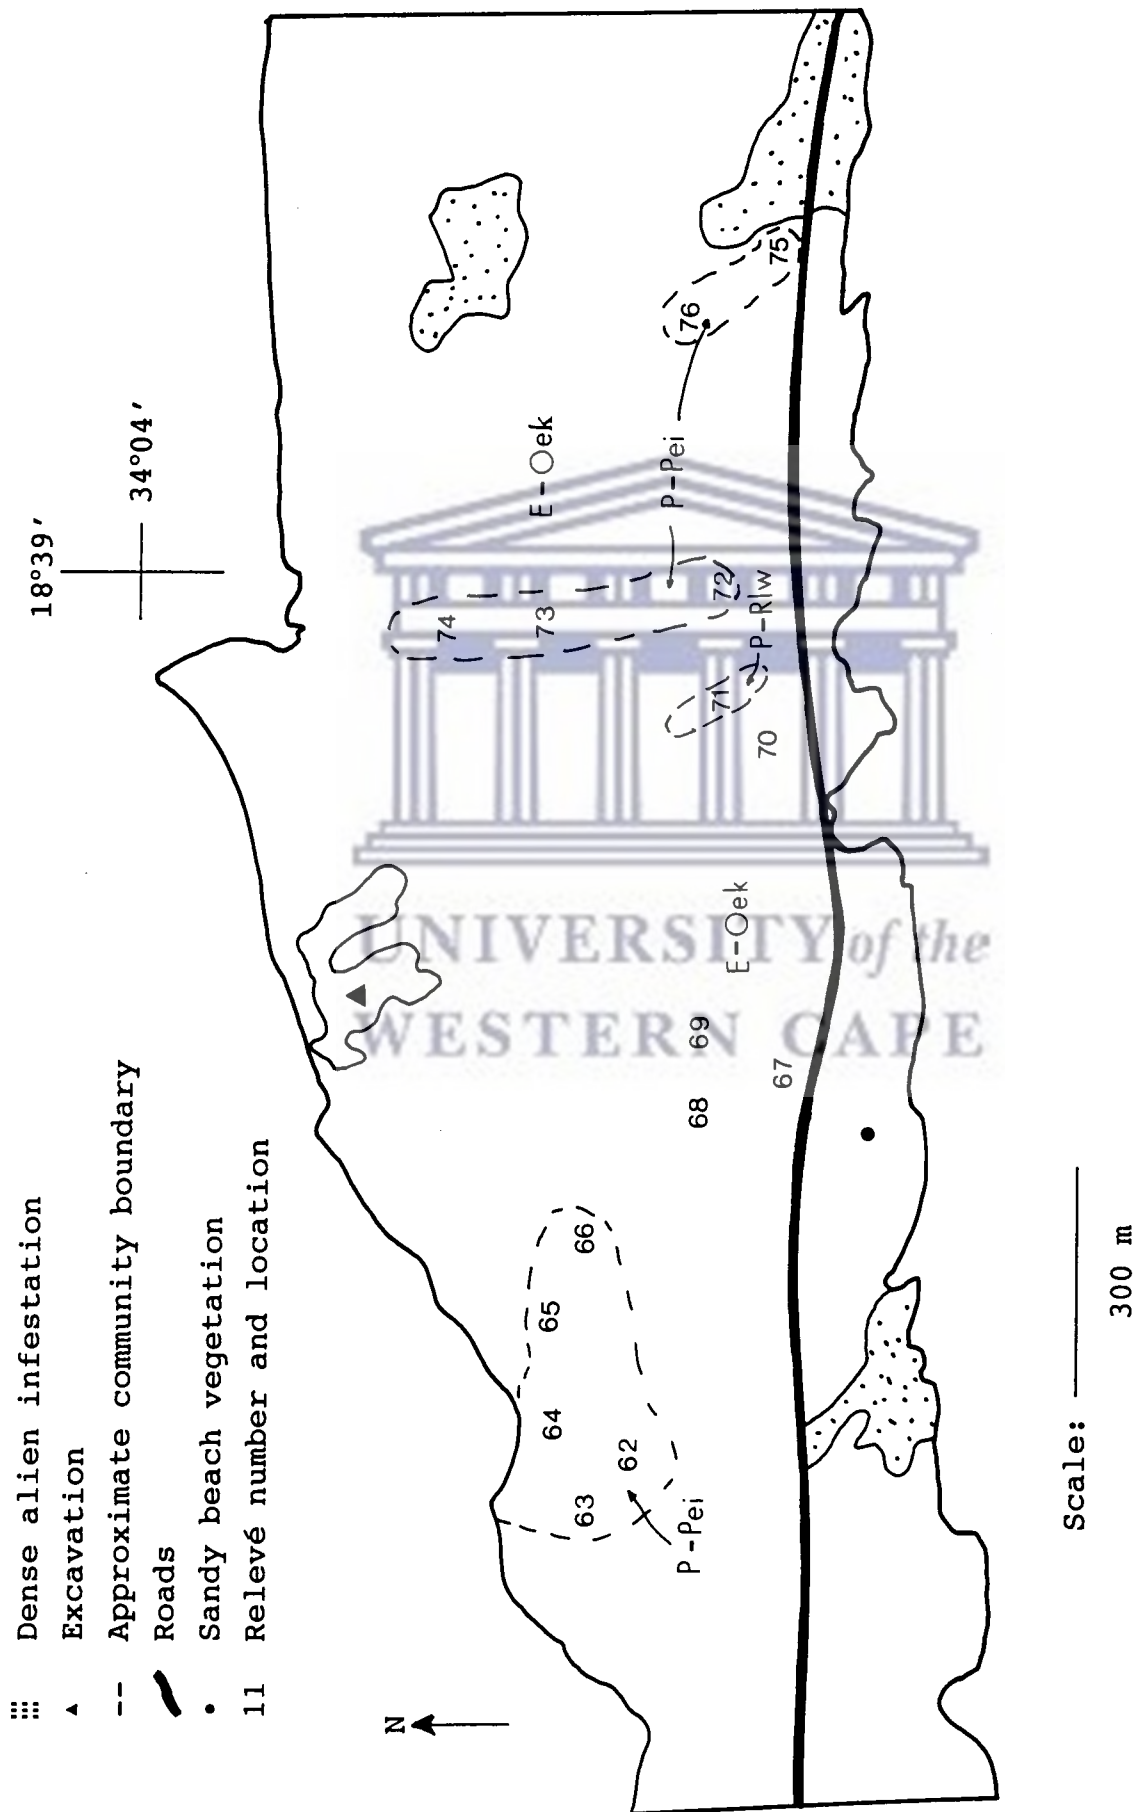 Dense alien infestation
Excavation
Approximate community boundary
Roads
Sandy beach vegetation
11 Relevé number and location
N
18°39′
34°04′
63
64
65
66
62
P-Pei
68
69
67
E-Oek
70
71
P-Rlw
72
73
74
E-Oek
P-Pei
76
75
UNIVERSITY of the
WESTERN CAPE
Scale:
300 m